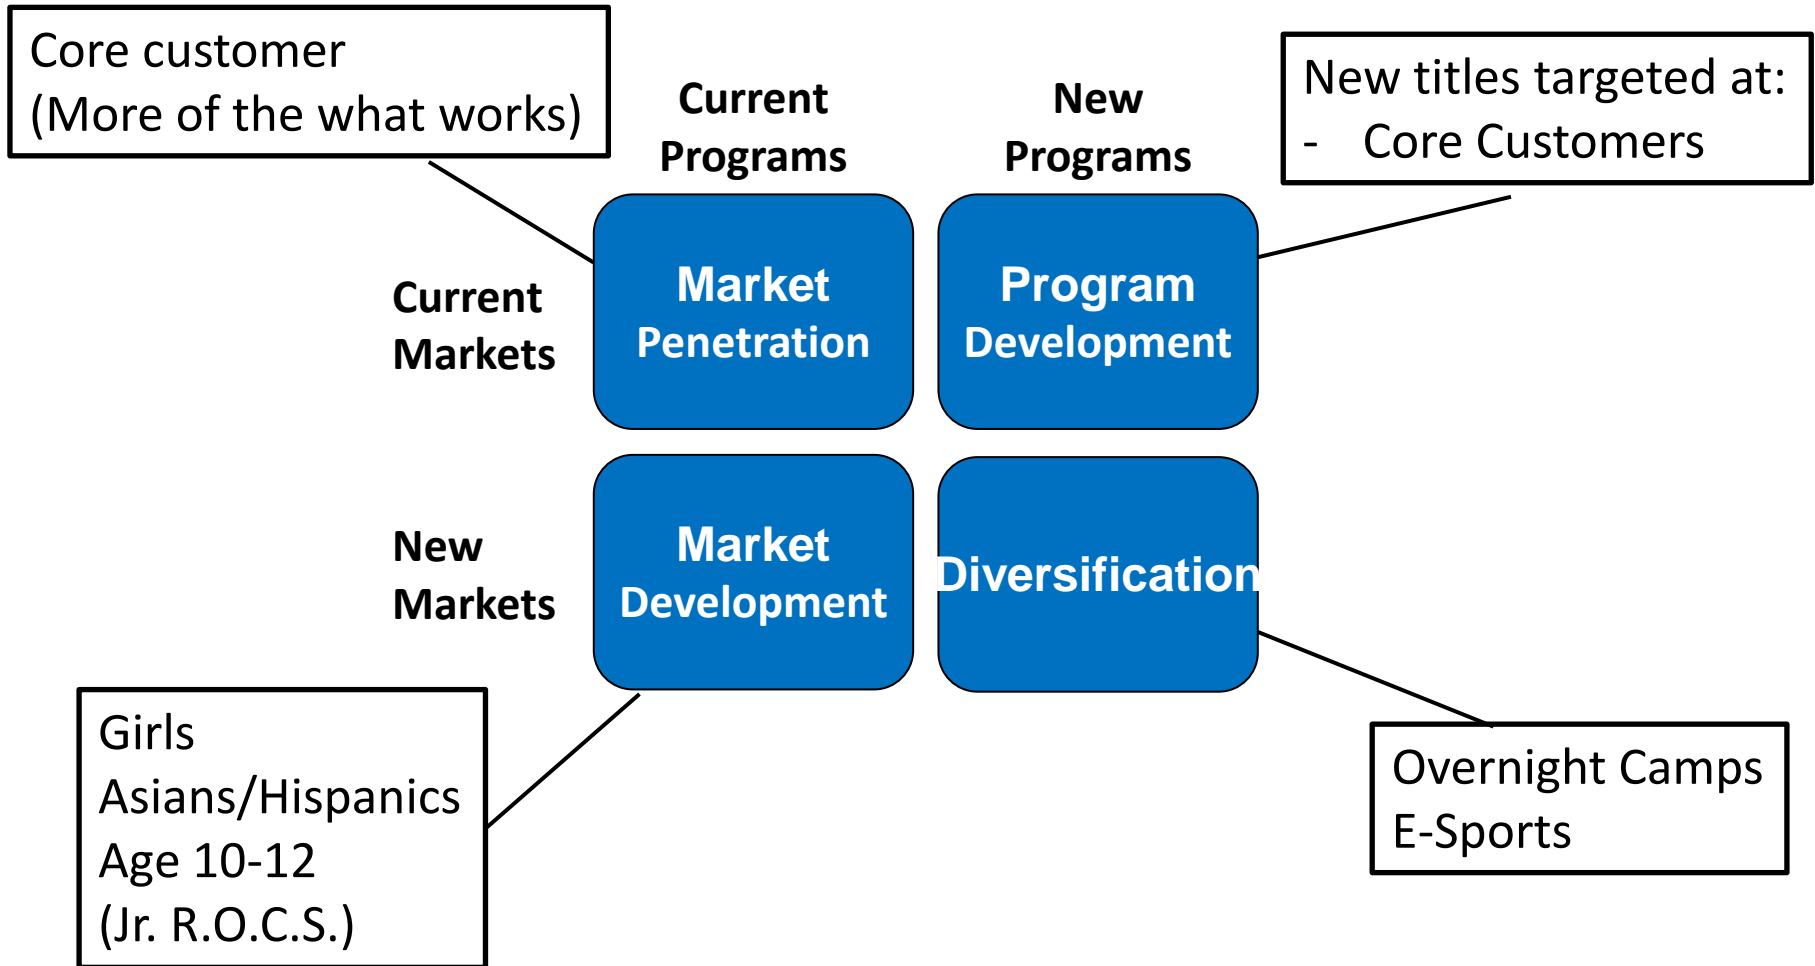 Core customer
(More of the what works)
Current
Programs
New
Programs
New titles targeted at:
- Core Customers
Current
Markets
Market
Penetration
Program
Development
New
Markets
Market
Development
Diversification
Girls
Asians/Hispanics
Age 10-12
(Jr. R.O.C.S.)
Overnight Camps
E-Sports